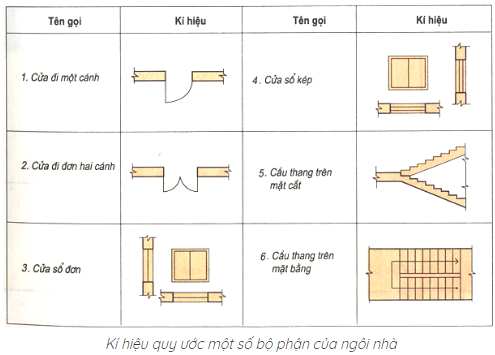 Tên gọi
Kí hiệu
Tên gọi
Kí hiệu
1. Cửa đi một cánh
4 . Cửa sổ kép
2. Cửa đi đơn hai cánh
5. Cầu thang trên
mặt cắt
3. Cửa sổ đơn
6. Cầu thang trên
mặt bằng
Kí hiệu quy ước một số bộ phận của ngôi nhà